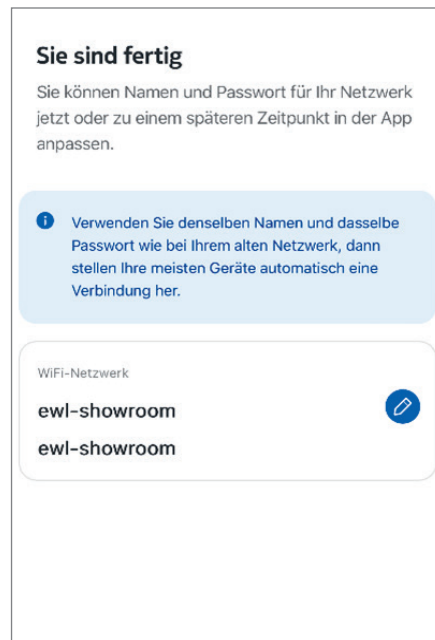 Sie sind fertig
Sie können Namen und Passwort für Ihr Netzwerk
jetzt oder zu einem späteren Zeitpunkt in der App
anpassen.
Verwenden Sie denselben Namen und dasselbe
Passwort wie bei Ihrem alten Netzwerk, dann
stellen Ihre meisten Geräte automatisch eine
Verbindung her.
WiFi-Netzwerk
ewl-showroom
ewl-showroom